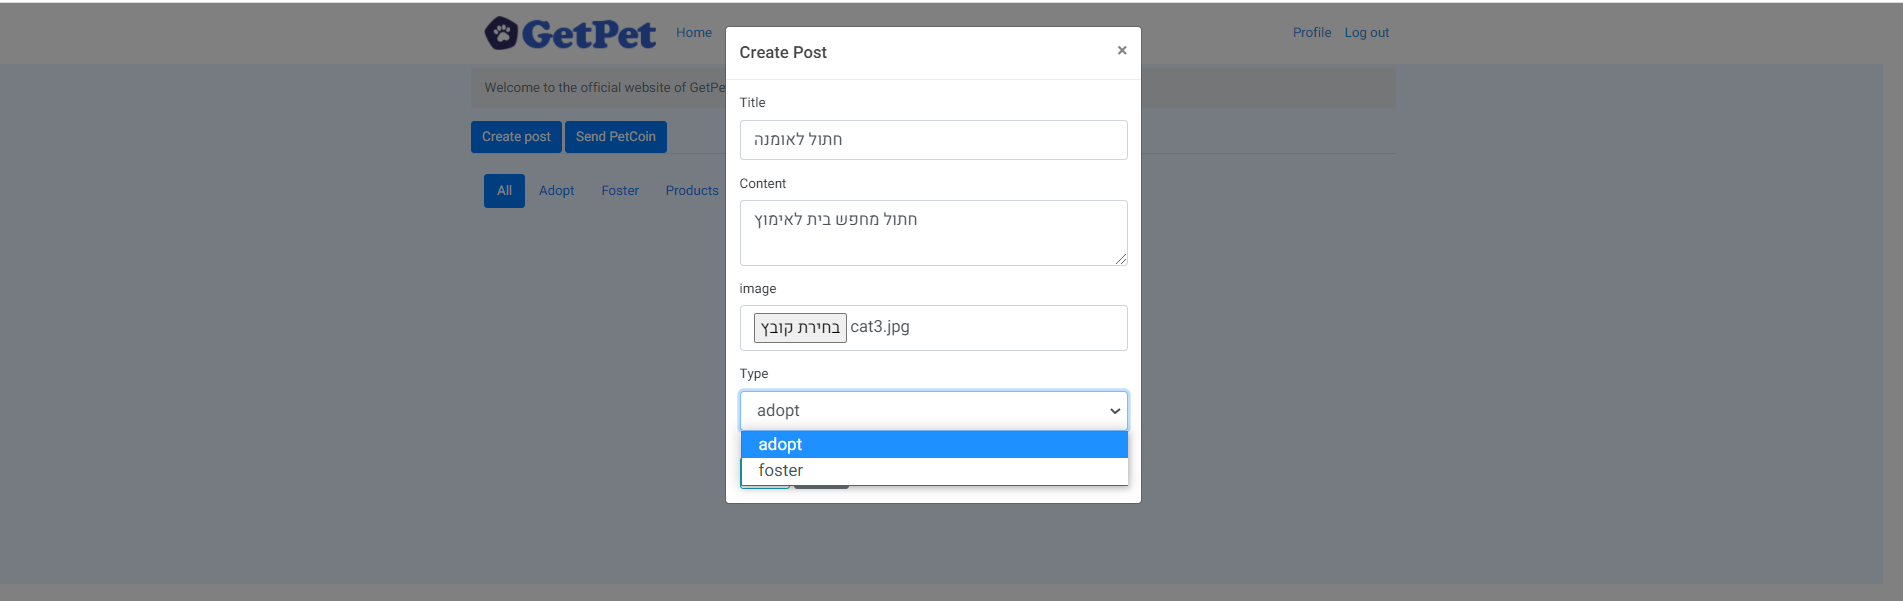 GetPet
Home
Profile
Log out
Welcome to the official website of GetPe
Create post
Send PetCoin
All
Adopt
Foster
Products
Create Post
×
Title
חתול לאומנה
Content
חתול מחפש בית לאימוץ
image
בחירת קובץ cat3.jpg
Type
adopt
adopt
foster